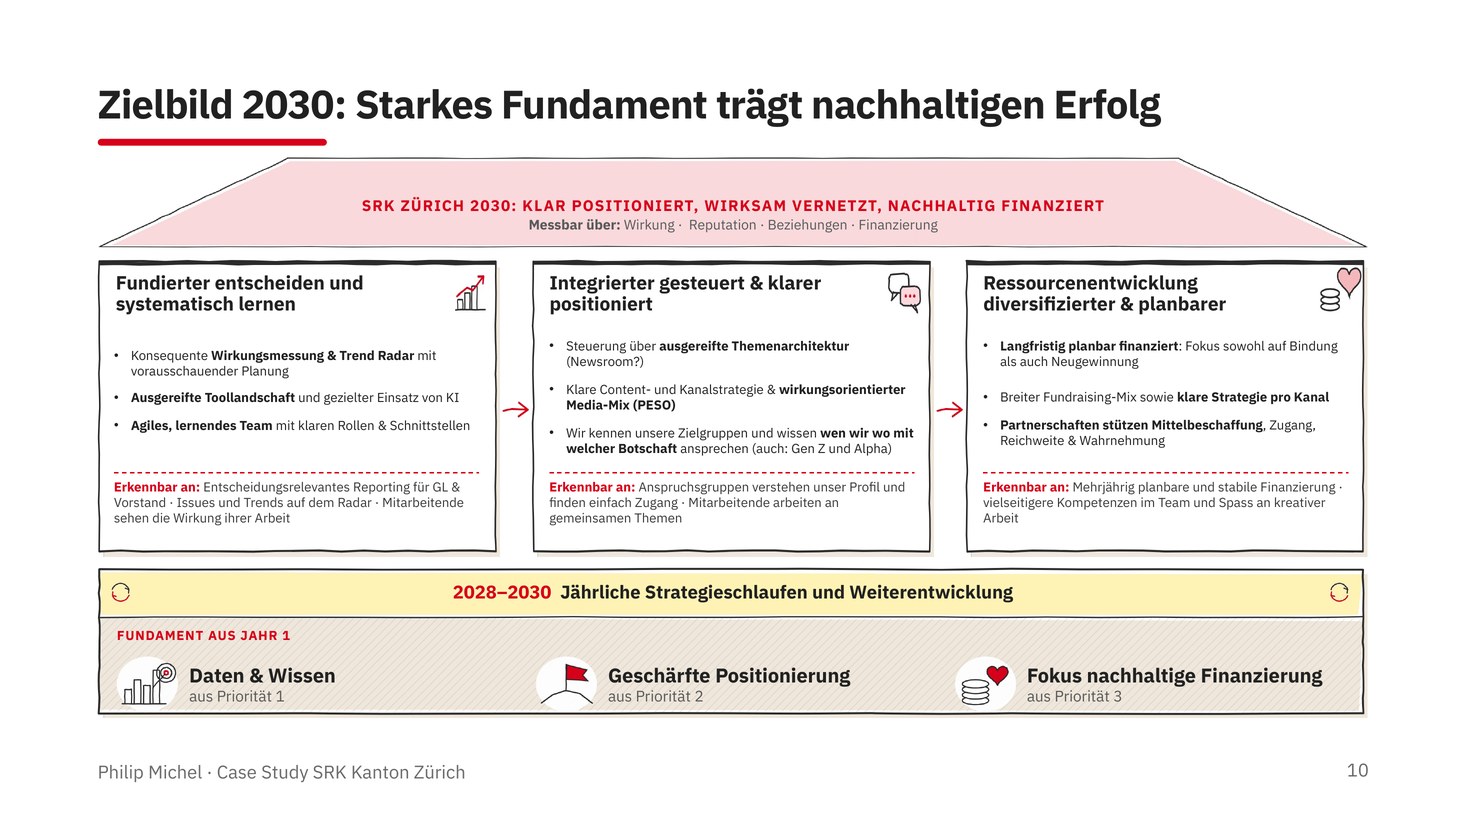 Zielbild 2030: Starkes Fundament trägt nachhaltigen Erfolg
SRK ZÜRICH 2030: KLAR POSITIONIERT, WIRKSAM VERNETZT, NACHHALTIG FINANZIERT
Messbar über: Wirkung · Reputation · Beziehungen · Finanzierung
Fundierter entscheiden und
systematisch lernen
• Konsequente Wirkungsmessung & Trend Radar mit
vorausschauender Planung
• Ausgereifte Toollandschaft und gezielter Einsatz von KI
• Agiles, lernendes Team mit klaren Rollen & Schnittstellen
Erkennbar an: Entscheidungsrelevantes Reporting für GL &
Vorstand · Issues und Trends auf dem Radar · Mitarbeitende
sehen die Wirkung ihrer Arbeit
Integrierter gesteuert & klarer
positioniert
• Steuerung über ausgereifte Themenarchitektur
(Newsroom?)
• Klare Content- und Kanalstrategie & wirkungsorientierter
Media-Mix (PESO)
• Wir kennen unsere Zielgruppen und wissen wen wir wo mit
welcher Botschaft ansprechen (auch: Gen Z und Alpha)
Erkennbar an: Anspruchsgruppen verstehen unser Profil und
finden einfach Zugang · Mitarbeitende arbeiten an
gemeinsamen Themen
Ressourcenentwicklung
diversifizierter & planbarer
• Langfristig planbar finanziert: Fokus sowohl auf Bindung
als auch Neugewinnung
• Breiter Fundraising-Mix sowie klare Strategie pro Kanal
• Partnerschaften stützen Mittelbeschaffung, Zugang,
Reichweite & Wahrnehmung
Erkennbar an: Mehrjährig planbare und stabile Finanzierung ·
vielseitigere Kompetenzen im Team und Spass an kreativer
Arbeit
2028–2030 Jährliche Strategieschlaufen und Weiterentwicklung
FUNDAMENT AUS JAHR 1
Daten & Wissen
aus Priorität 1
Geschärfte Positionierung
aus Priorität 2
Fokus nachhaltige Finanzierung
aus Priorität 3
Philip Michel · Case Study SRK Kanton Zürich
10